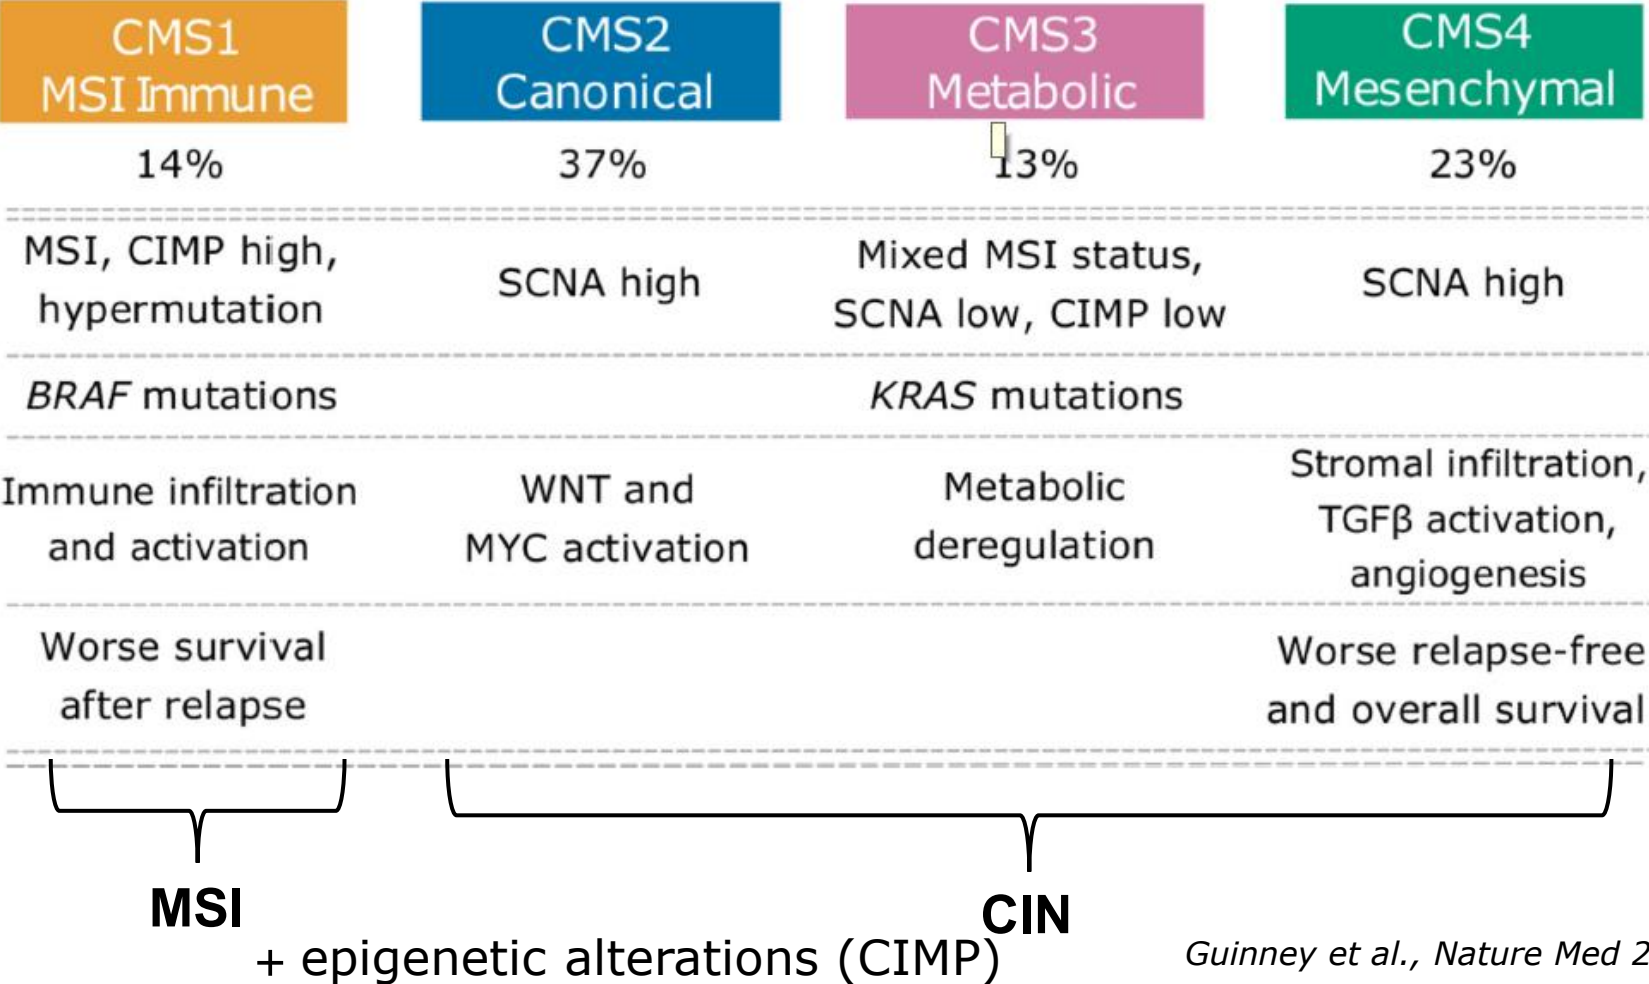 CMS1
MSI Immune
CMS2
Canonical
CMS3
Metabolic
CMS4
Mesenchymal
14%
37%
13%
23%
MSI, CIMP high,
hypermutation
SCNA high
Mixed MSI status,
SCNA low, CIMP low
SCNA high
BRAF mutations
KRAS mutations
Immune infiltration
and activation
WNT and
MYC activation
Metabolic
deregulation
Stromal infiltration,
TGFβ activation,
angiogenesis
Worse survival
after relapse
Worse relapse-free
and overall survival
MSI
CIN
+ epigenetic alterations (CIMP)
Guinney et al., Nature Med 2